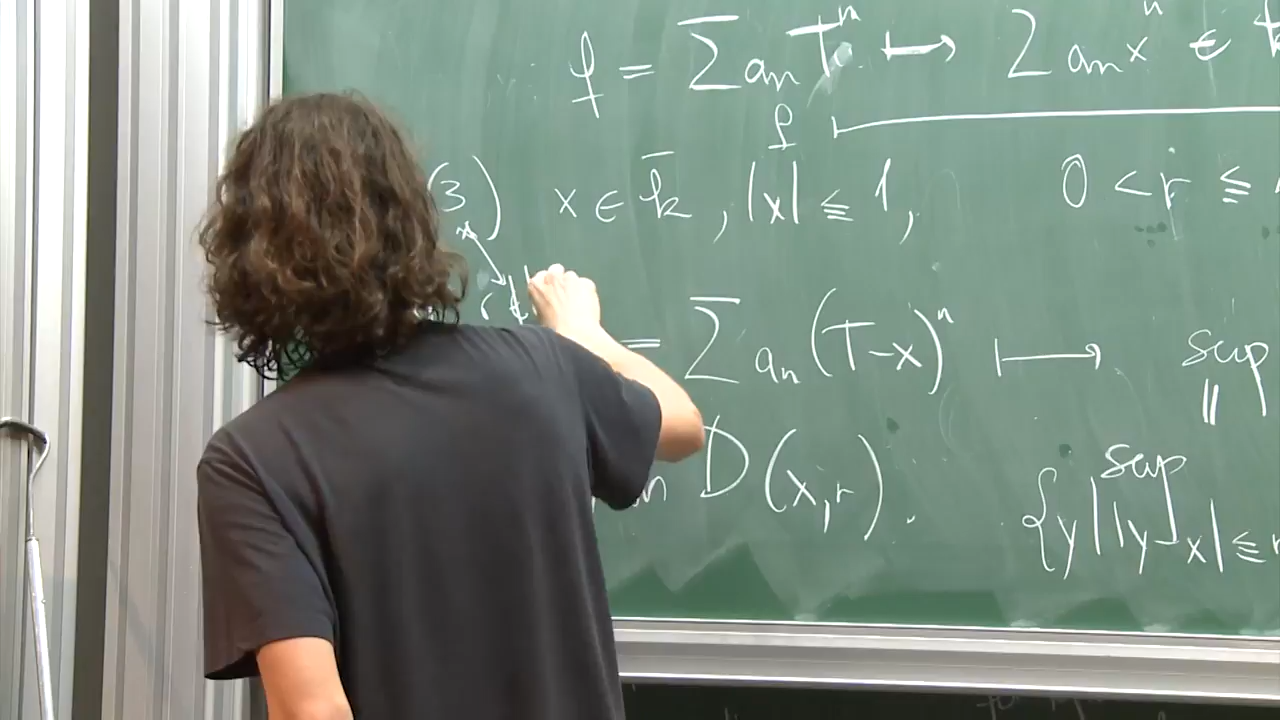 f = ∑ aₙ Tⁿ ↦ ∑ aₙ xⁿ ∈
f
(3) x ∈ k̄ , |x| ≤ 1, 0 < r ≤
= ∑ aₙ (T-x)ⁿ ⟼ sup
||
D(x,r). sup
{y||y-x| ≤ r